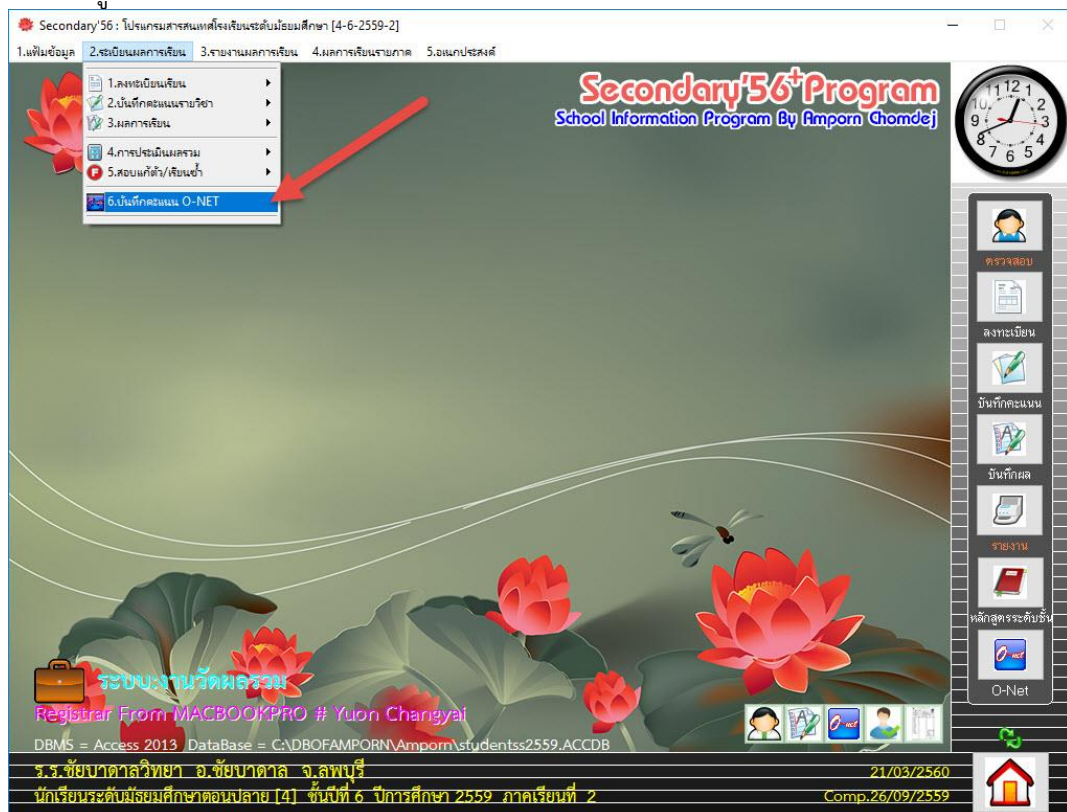 Secondary'56 : โปรแกรมสารสนเทศโรงเรียนระดับมัธยมศึกษา [4-6-2559-2]
1.แฟ้มข้อมูล 2.ระเบียนผลการเรียน 3.รายงานผลการเรียน 4.ผลการเรียนรายภาค 5.อเนกประสงค์
1.ลงทะเบียนเรียน
2.บันทึกคะแนนรายวิชา
3.ผลการเรียน
4.การประเมินผลรวม
5.สอบแก้ตัว/เรียนซ้ำ
6.บันทึกคะแนน O-NET
Secondary'56+Program
School Information Program By Amporn Chomdej
12 1 2 3 4 5 6 7 8 9 10 11
ตรวจสอบ
ลงทะเบียน
บันทึกคะแนน
บันทึกผล
รายงาน
หลักสูตรระดับชั้น
O-net
O-Net
ระบบ:งานวัดผลรวม
Registrar From MACBOOKPRO # Yuon Changyai
O-net
DBMS = Access 2013 DataBase = C:\DBOFAMPORN\Amporn\studentss2559.ACCDB
ร.ร.ชัยบาดาลวิทยา อ.ชัยบาดาล จ.ลพบุรี 21/03/2560
นักเรียนระดับมัธยมศึกษาตอนปลาย [4] ชั้นปีที่ 6 ปีการศึกษา 2559 ภาคเรียนที่ 2 Comp.26/09/2559